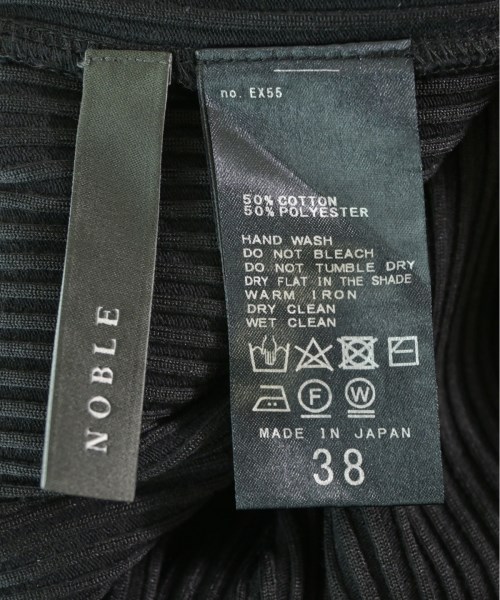 NOBLE
no. EX55
50% COTTON
50% POLYESTER
HAND WASH
DO NOT BLEACH
DO NOT TUMBLE DRY
DRY FLAT IN THE SHADE
WARM IRON
DRY CLEAN
WET CLEAN
F W
MADE IN JAPAN
38